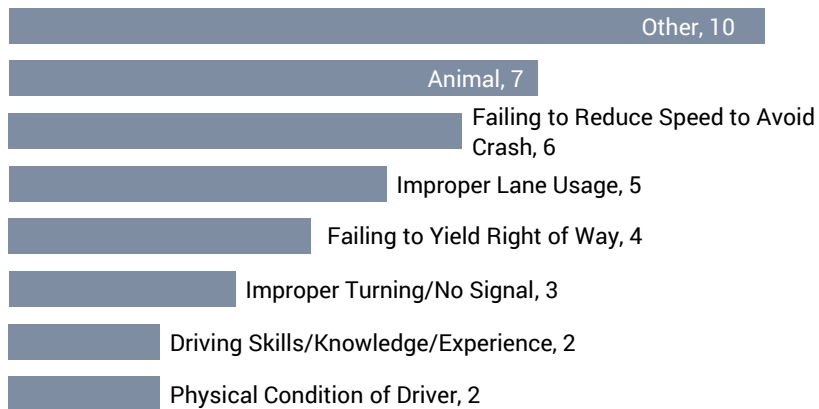 Other, 10
Animal, 7
Failing to Reduce Speed to Avoid
Crash, 6
Improper Lane Usage, 5
Failing to Yield Right of Way, 4
Improper Turning/No Signal, 3
Driving Skills/Knowledge/Experience, 2
Physical Condition of Driver, 2